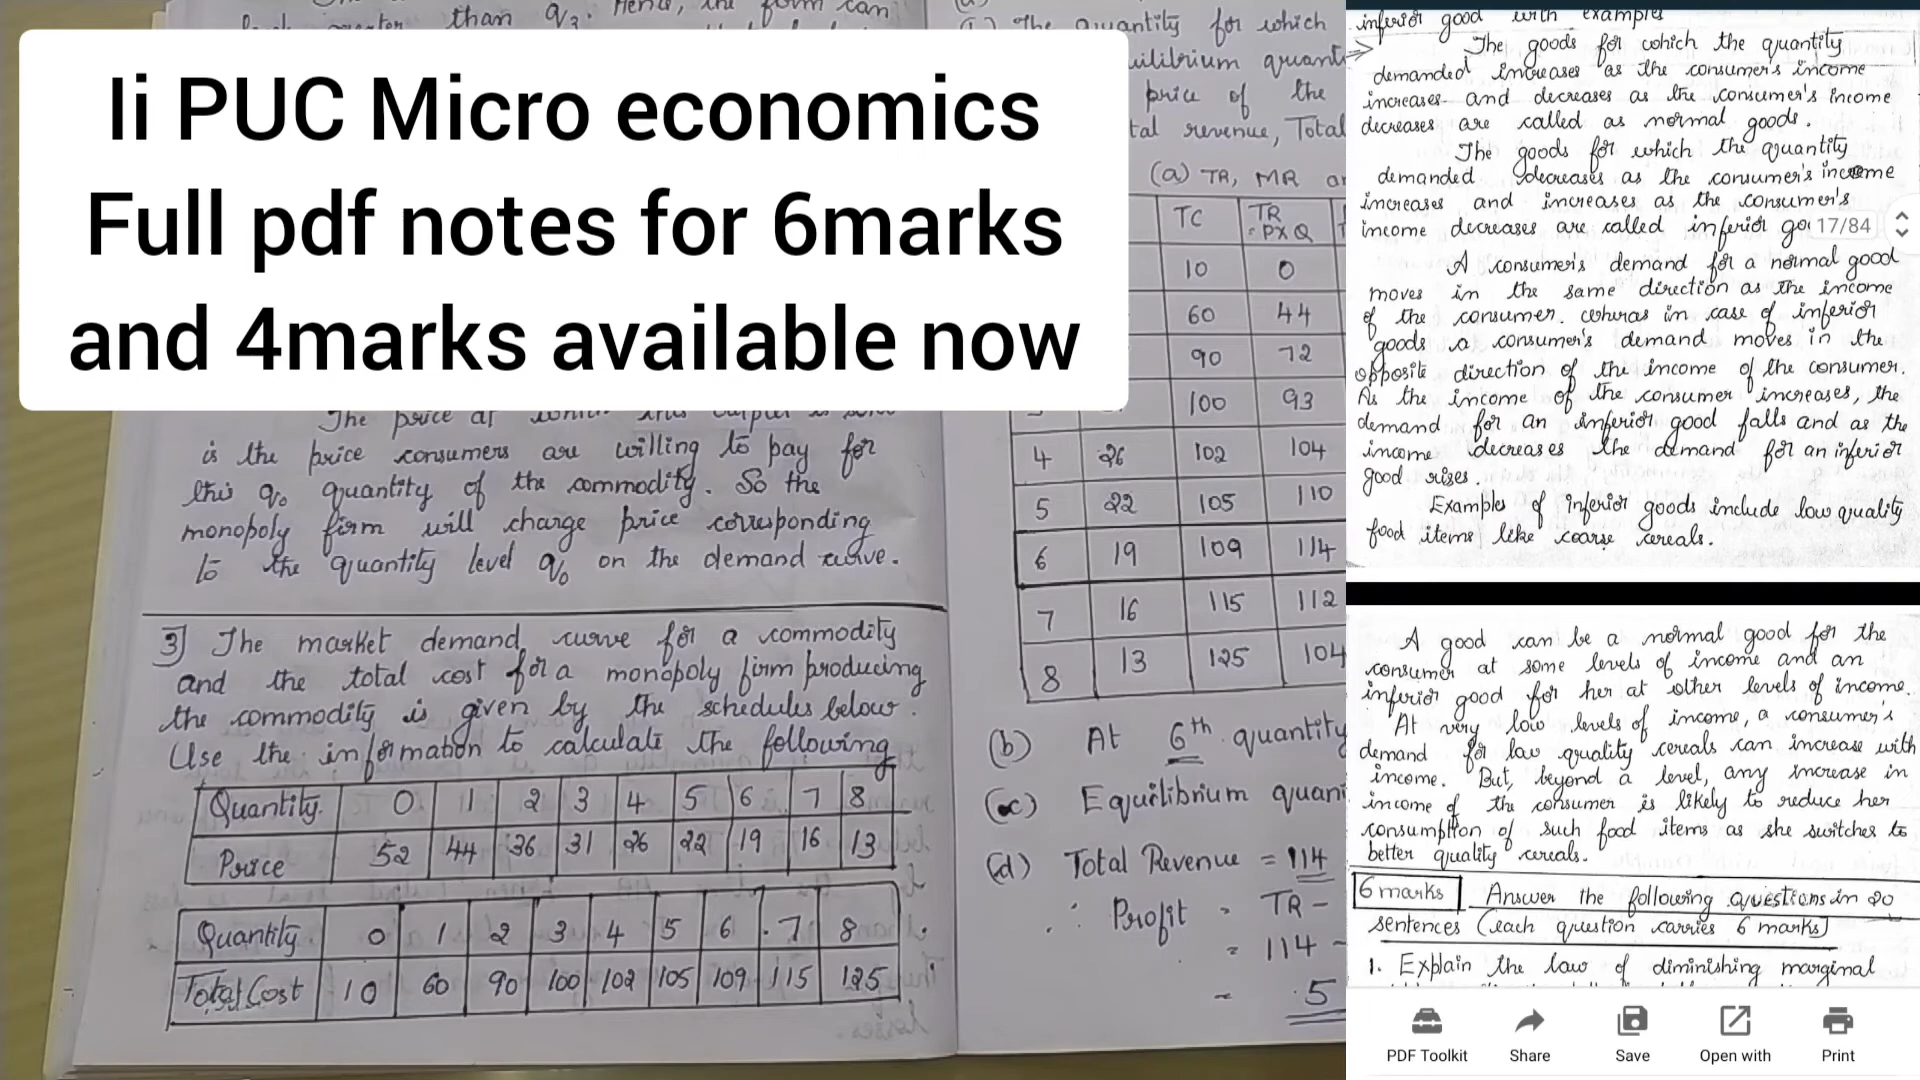 than q3. Hence, the firm can
Ii PUC Micro economics
Full pdf notes for 6marks
and 4marks available now
is the price consumers are willing to pay for
this q0 quantity of the commodity. So the
monopoly firm will charge price corresponding
to the quantity level q0 on the demand curve.
3] The market demand curve for a commodity
and the total cost for a monopoly firm producing
the commodity is given by the schedules below.
Use the information to calculate the following
Quantity. 0 1 2 3 4 5 6 7 8
Price 52 44 36 31 26 22 19 16 13
Quantity 0 1 2 3 4 5 6 7 8
Total Cost 10 60 90 100 102 105 109 115 125
The quantity for which
price of the
revenue, Total
(a) TR, MR
TC TR PXQ
10 0
60 44
90 72
100 93
4 26 102 104
5 22 105 110
6 19 109 114
7 16 115 112
8 13 125 104
(b) At 6th quantity
(c) Equilibrium
(d) Total Revenue = 114
∴ Profit = TR -
= 114 -
= 5
inferior good with examples
The goods for which the quantity
demanded increases as the consumer's income
increases and decreases as the consumer's income
decreases are called as normal goods.
The goods for which the quantity
demanded decreases as the consumer's income
increases and increases as the consumer's
income decreases are called inferior
17/84
A consumer's demand for a normal good
moves in the same direction as the income
of the consumer. wheras in case of inferior
goods a consumer's demand moves in the
opposite direction of the income of the consumer.
As the income of the consumer increases, the
demand for an inferior good falls and as the
income decreases the demand for an inferior
good rises.
Examples of inferior goods include low quality
food items like coarse cereals.
A good can be a normal good for the
consumer at some levels of income and an
inferior good for her at other levels of income.
At very low levels of income, a consumer's
demand for low quality cereals can increase with
income. But, beyond a level, any increase in
income of the consumer is likely to reduce her
consumption of such food items as she switches to
better quality cereals.
6 marks Answer the following questions in 20
sentences (each question carries 6 marks)
1. Explain the law of diminishing marginal
PDF Toolkit
Share
Save
Open with
Print